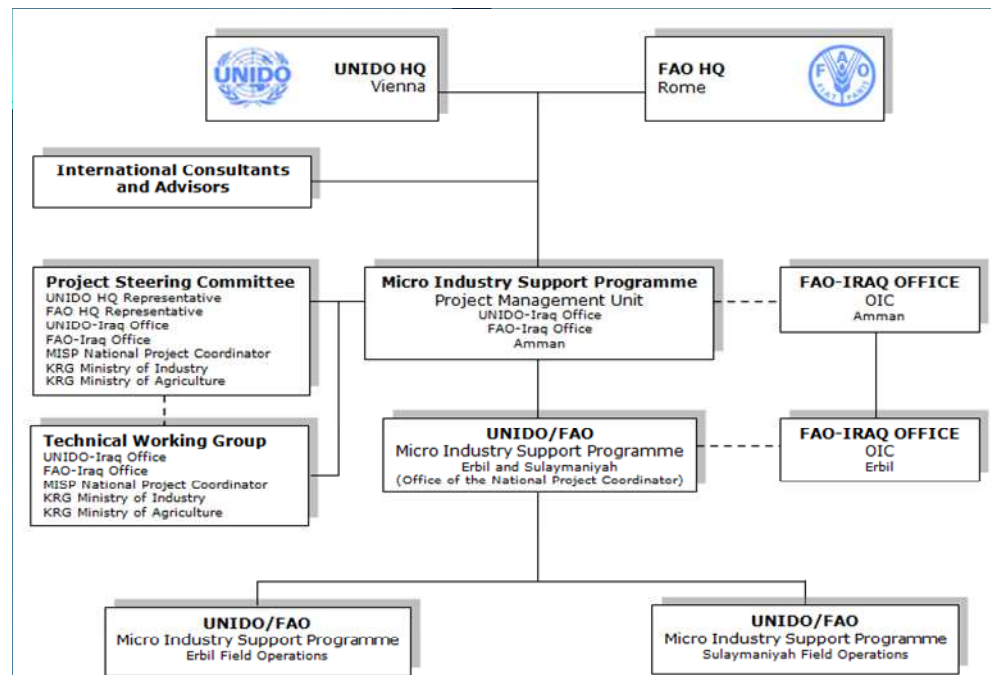 UNIDO
UNIDO HQ
Vienna
FAO HQ
Rome
F A O
FIAT PANIS
International Consultants
and Advisors
Project Steering Committee
UNIDO HQ Representative
FAO HQ Representative
UNIDO-Iraq Office
FAO-Iraq Office
MISP National Project Coordinator
KRG Ministry of Industry
KRG Ministry of Agriculture
Micro Industry Support Programme
Project Management Unit
UNIDO-Iraq Office
FAO-Iraq Office
Amman
FAO-IRAQ OFFICE
OIC
Amman
Technical Working Group
UNIDO-Iraq Office
FAO-Iraq Office
MISP National Project Coordinator
KRG Ministry of Industry
KRG Ministry of Agriculture
UNIDO/FAO
Micro Industry Support Programme
Erbil and Sulaymaniyah
(Office of the National Project Coordinator)
FAO-IRAQ OFFICE
OIC
Erbil
UNIDO/FAO
Micro Industry Support Programme
Erbil Field Operations
UNIDO/FAO
Micro Industry Support Programme
Sulaymaniyah Field Operations